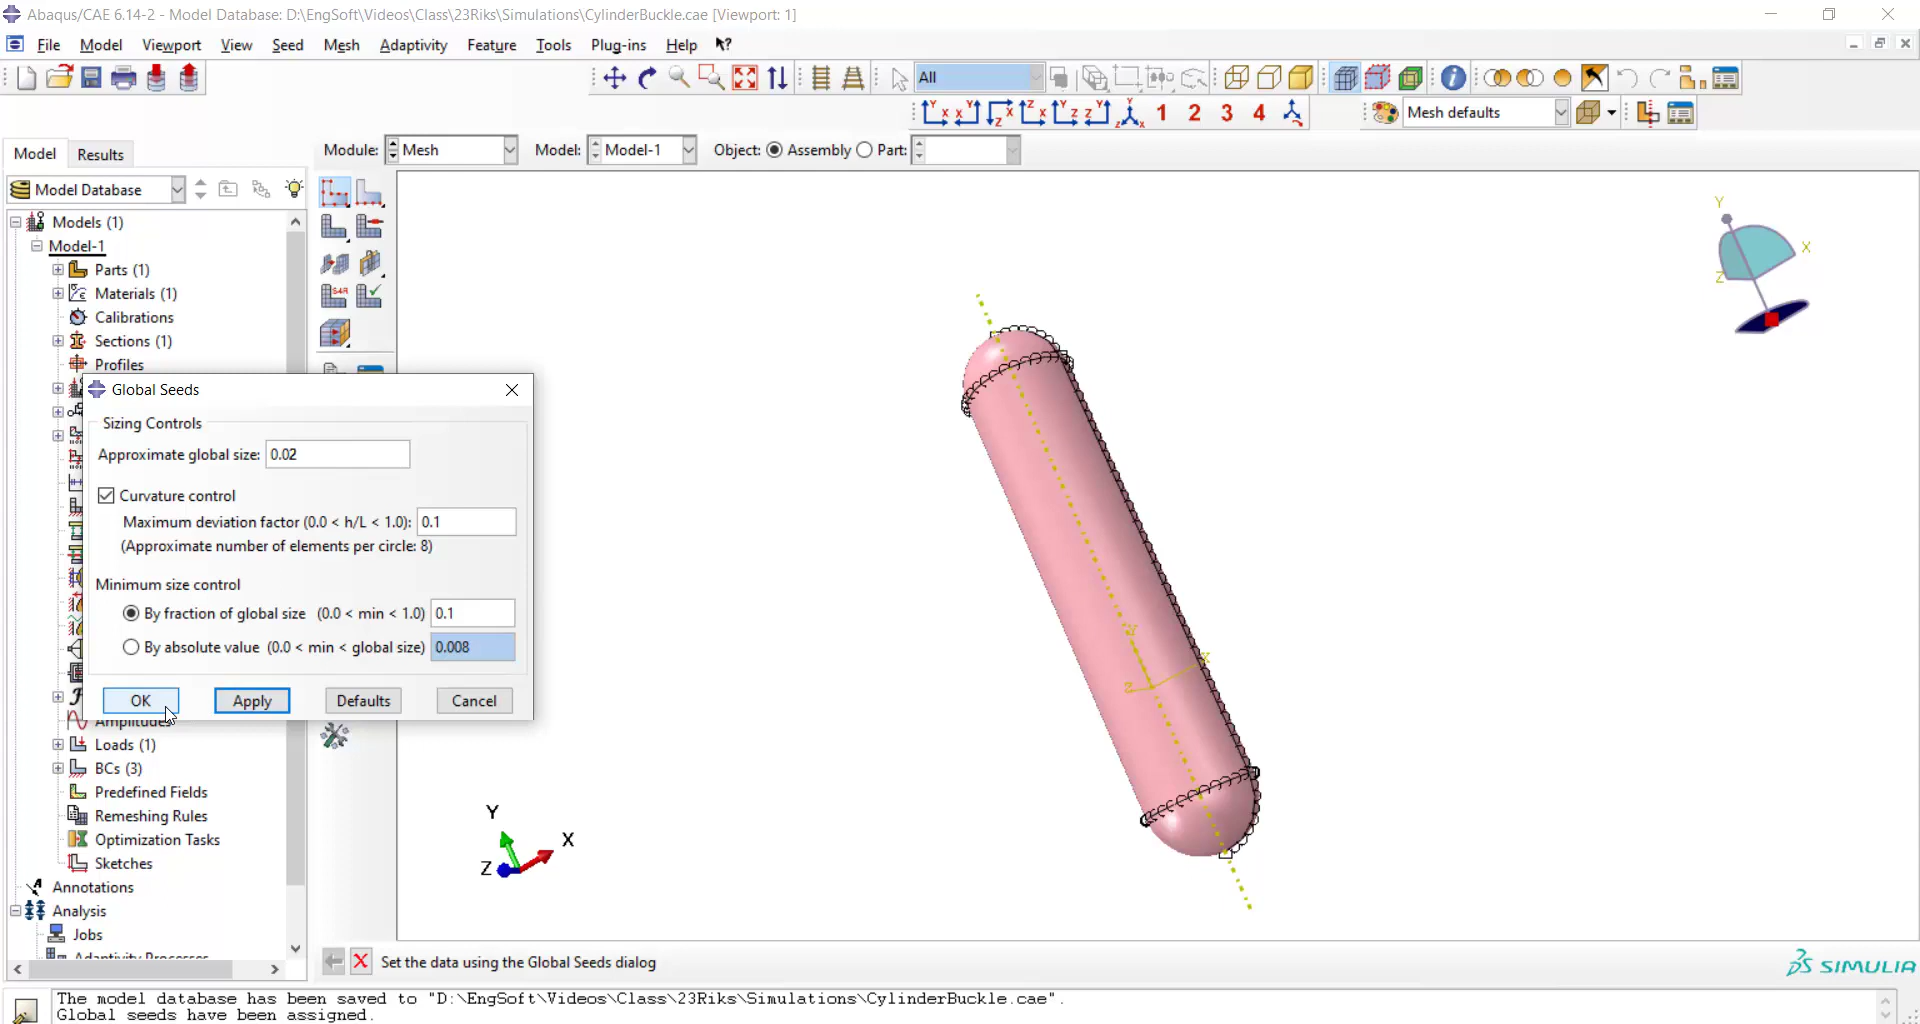 Abaqus/CAE 6.14-2 - Model Database: D:\EngSoft\Videos\Class\23Riks\Simulations\CylinderBuckle.cae [Viewport: 1]
File Model Viewport View Seed Mesh Adaptivity Feature Tools Plug-ins Help
All
1 2 3 4 Mesh defaults
Model Results Module: Mesh Model: Model-1 Object: Assembly Part:
Model Database
Models (1)
Model-1
Parts (1)
Materials (1)
Calibrations
Sections (1)
Profiles
Global Seeds
Sizing Controls
Approximate global size: 0.02
Curvature control
Maximum deviation factor (0.0 < h/L < 1.0): 0.1
(Approximate number of elements per circle: 8)
Minimum size control
By fraction of global size (0.0 < min < 1.0) 0.1
By absolute value (0.0 < min < global size) 0.008
OK Apply Defaults Cancel
Amplitudes
Loads (1)
BCs (3)
Predefined Fields
Remeshing Rules
Optimization Tasks
Sketches
Annotations
Analysis
Jobs
Adaptivity Processes
Y
X
Z
Y
X
Z
Set the data using the Global Seeds dialog
SIMULIA
The model database has been saved to "D:\EngSoft\Videos\Class\23Riks\Simulations\CylinderBuckle.cae".
Global seeds have been assigned.